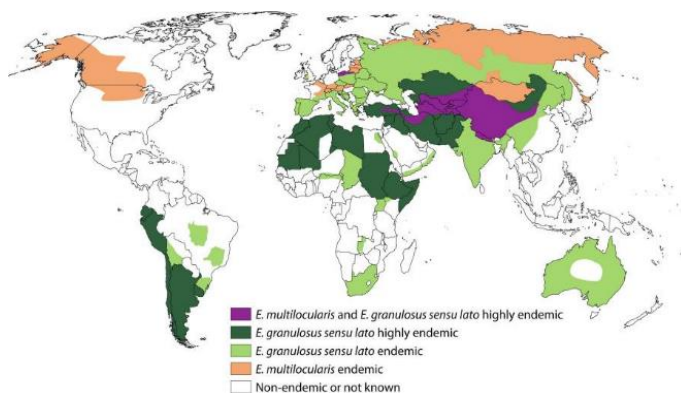 E. multilocularis and E. granulosus sensu lato highly endemic
E. granulosus sensu lato highly endemic
E. granulosus sensu lato endemic
E. multilocularis endemic
Non-endemic or not known